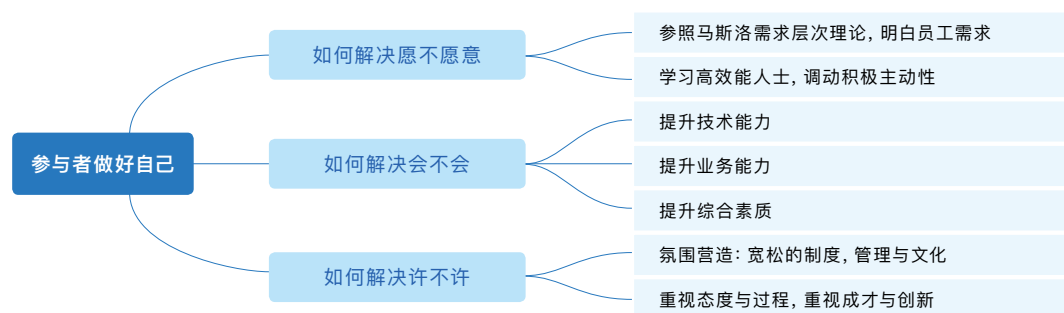 参与者做好自己
如何解决愿不愿意
参照马斯洛需求层次理论, 明白员工需求
学习高效能人士, 调动积极主动性
如何解决会不会
提升技术能力
提升业务能力
提升综合素质
如何解决许不许
氛围营造: 宽松的制度, 管理与文化
重视态度与过程, 重视成才与创新